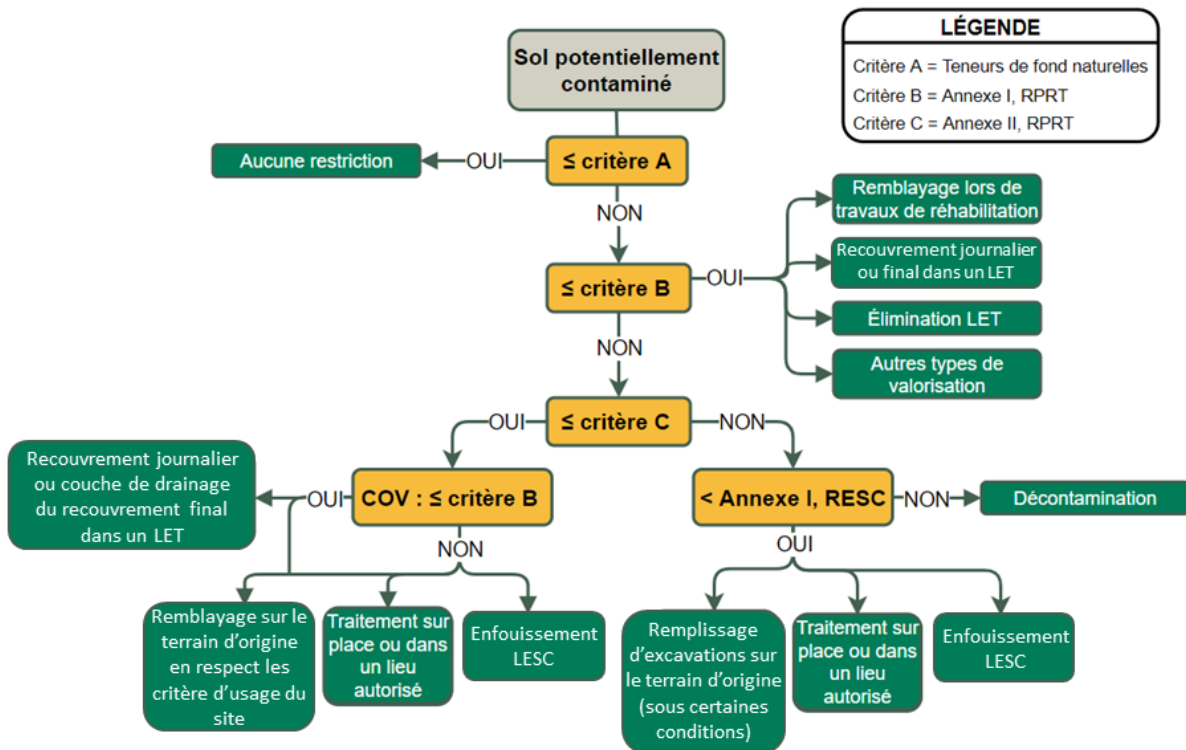 LÉGENDE
Critère A = Teneurs de fond naturelles
Critère B = Annexe I, RPRT
Critère C = Annexe II, RPRT
Sol potentiellement
contaminé
Aucune restriction
OUI
≤ critère A
NON
Remblayage lors de
travaux de réhabilitation
Recouvrement journalier
ou final dans un LET
≤ critère B
OUI
Élimination LET
NON
Autres types de
valorisation
OUI
≤ critère C
NON
Recouvrement journalier
ou couche de drainage
du recouvrement final
dans un LET
OUI
COV : ≤ critère B
< Annexe I, RESC
NON
Décontamination
NON
OUI
Remblayage sur le
terrain d'origine
en respect les
critère d'usage du
site
Traitement sur
place ou dans
un lieu
autorisé
Enfouissement
LESC
Remplissage
d'excavations sur
le terrain d'origine
(sous certaines
conditions)
Traitement sur
place ou dans
un lieu
autorisé
Enfouissement
LESC